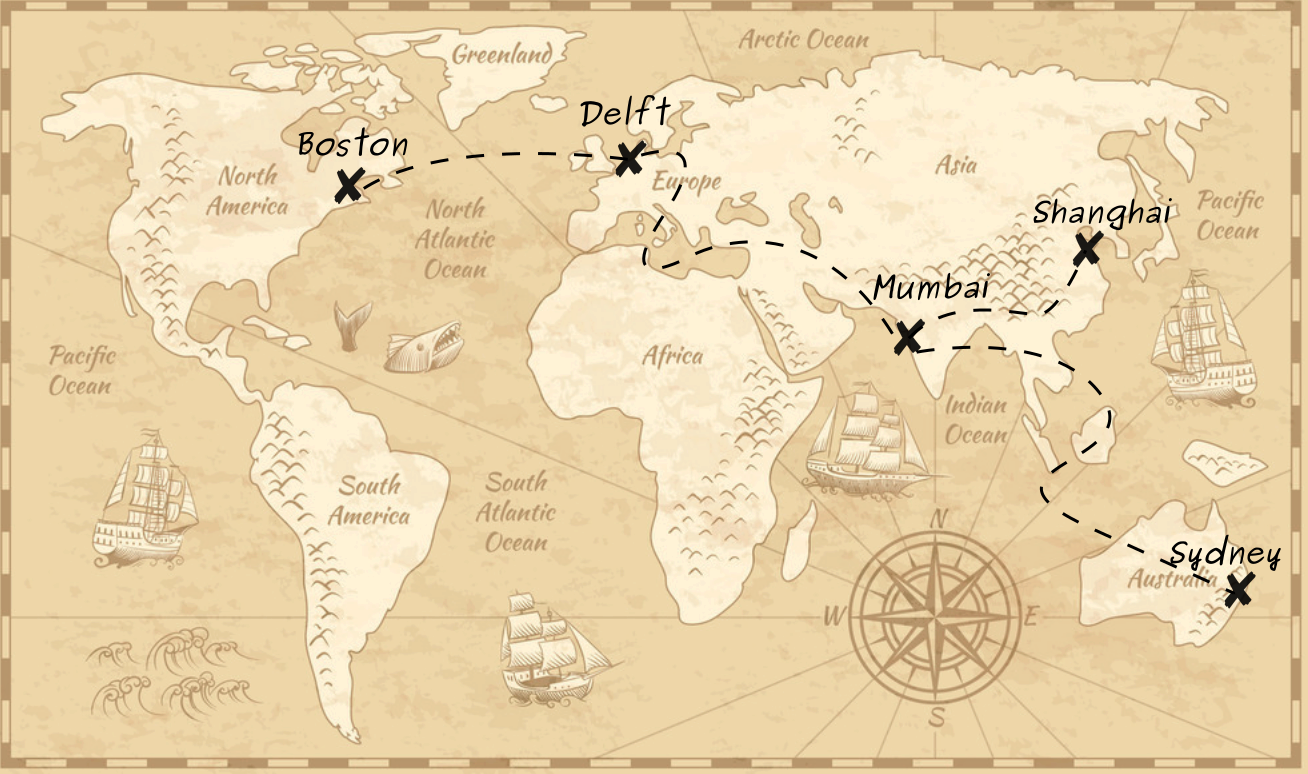 Arctic Ocean
Greenland
Delft
Boston
North
America
Europe
Asia
North
Atlantic
Ocean
Shanghai
Pacific
Ocean
Mumbai
Pacific
Ocean
Africa
Indian
Ocean
South
America
South
Atlantic
Ocean
N
Sydney
Australia
W
E
S